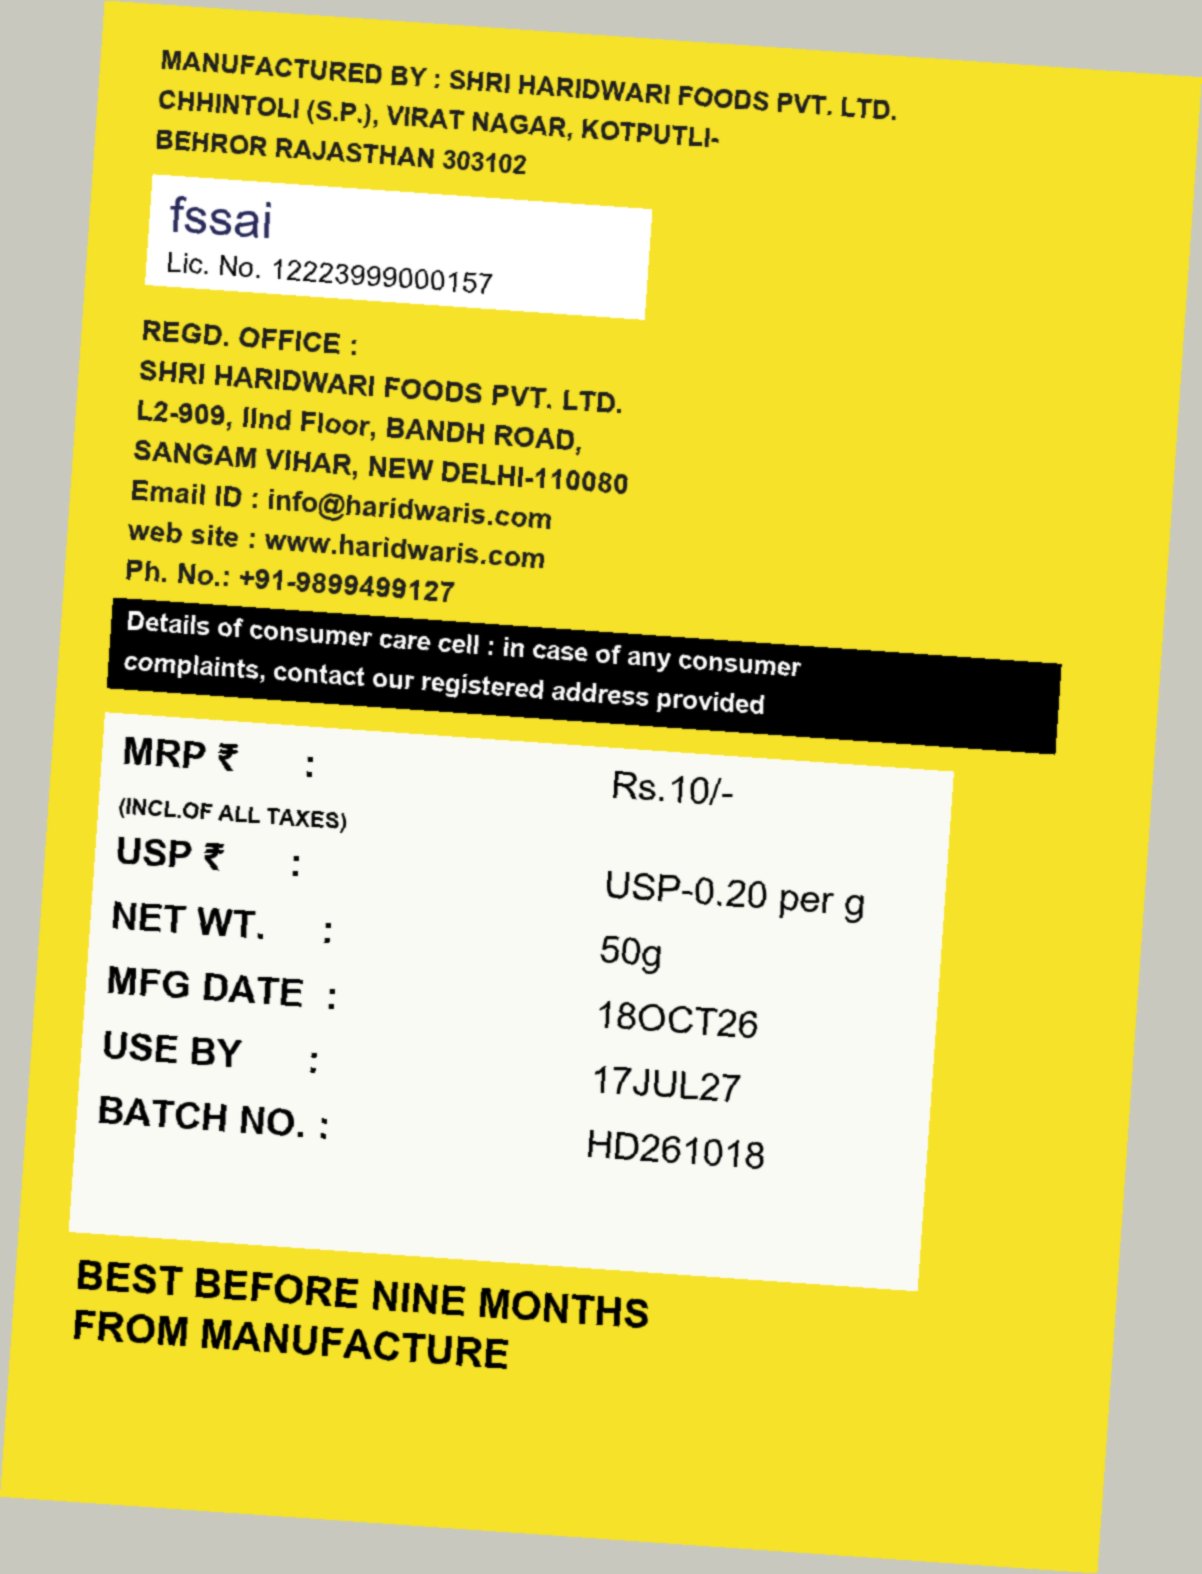 MANUFACTURED BY : SHRI HARIDWARI FOODS PVT. LTD.
CHHINTOLI (S.P.), VIRAT NAGAR, KOTPUTLI-
BEHROR RAJASTHAN 303102
fssai
Lic. No. 12223999000157
REGD. OFFICE :
SHRI HARIDWARI FOODS PVT. LTD.
L2-909, IInd Floor, BANDH ROAD,
SANGAM VIHAR, NEW DELHI-110080
Email ID : info@haridwaris.com
web site : www.haridwaris.com
Ph. No.: +91-9899499127
Details of consumer care cell : in case of any consumer
complaints, contact our registered address provided
MRP ₹ : Rs.10/-
(INCL.OF ALL TAXES)
USP ₹ : USP-0.20 per g
NET WT. : 50g
MFG DATE : 18OCT26
USE BY : 17JUL27
BATCH NO. : HD261018
BEST BEFORE NINE MONTHS
FROM MANUFACTURE